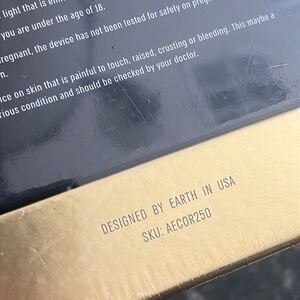 light that is
you are under the age of 18.
pregnant, the device has not been tested for safety on
ce on skin that is painful to touch, raised, crusting or bleeding. This maybe a
rious condition and should be checked by your doctor.
DESIGNED BY EARTH IN USA
SKU: AECOR250